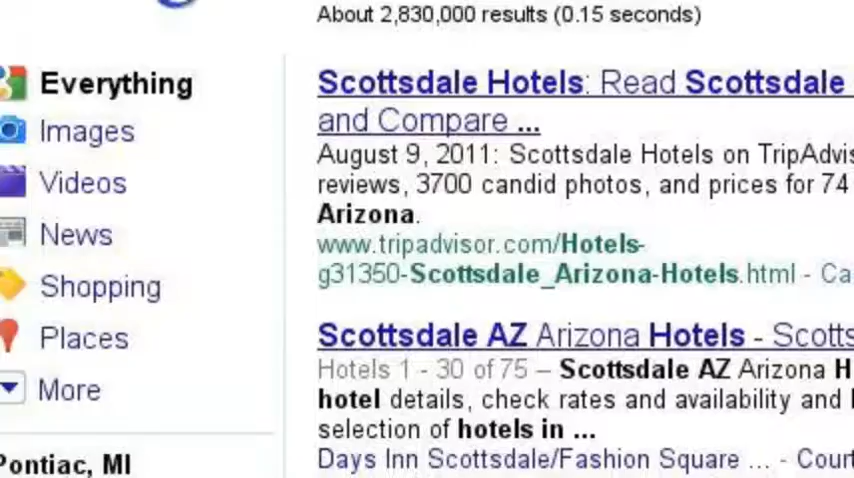 About 2,830,000 results (0.15 seconds)
Everything
Images
Videos
News
Shopping
Places
More
Pontiac, MI
Scottsdale Hotels: Read Scottsdale
and Compare ...
August 9, 2011: Scottsdale Hotels on TripAdvis
reviews, 3700 candid photos, and prices for 74
Arizona.
www.tripadvisor.com/Hotels-
g31350-Scottsdale_Arizona-Hotels.html - Ca
Scottsdale AZ Arizona Hotels - Scotts
Hotels 1 - 30 of 75 – Scottsdale AZ Arizona H
hotel details, check rates and availability and
selection of hotels in ...
Days Inn Scottsdale/Fashion Square ... - Court